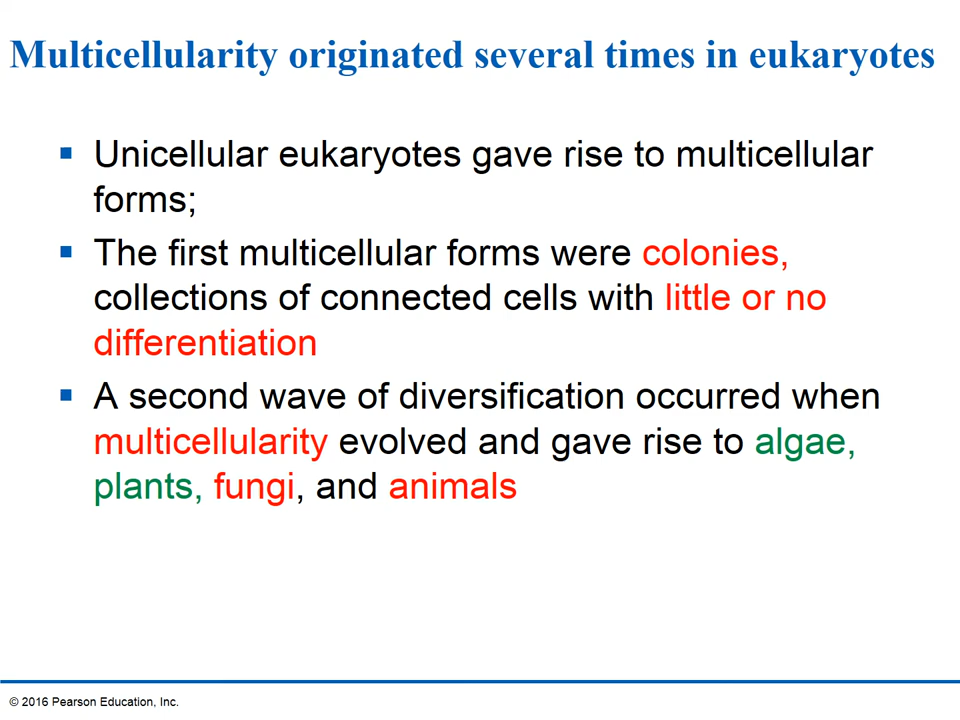 Multicellularity originated several times in eukaryotes
▪ Unicellular eukaryotes gave rise to multicellular
forms;
▪ The first multicellular forms were colonies,
collections of connected cells with little or no
differentiation
▪ A second wave of diversification occurred when
multicellularity evolved and gave rise to algae,
plants, fungi, and animals
© 2016 Pearson Education, Inc.